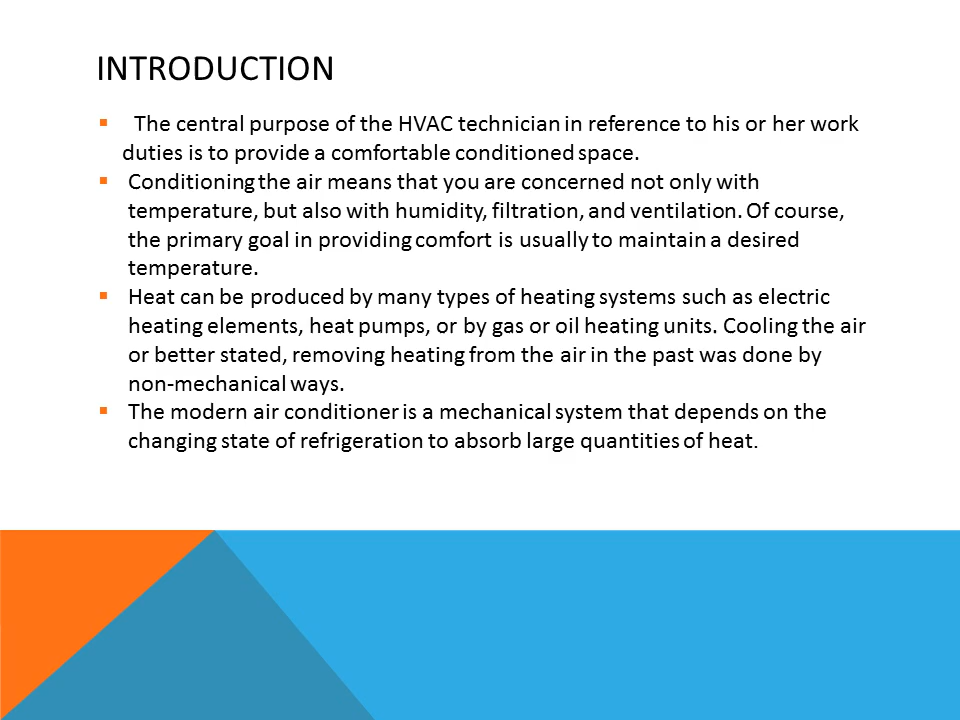 INTRODUCTION
▪ The central purpose of the HVAC technician in reference to his or her work
duties is to provide a comfortable conditioned space.
▪ Conditioning the air means that you are concerned not only with
temperature, but also with humidity, filtration, and ventilation. Of course,
the primary goal in providing comfort is usually to maintain a desired
temperature.
▪ Heat can be produced by many types of heating systems such as electric
heating elements, heat pumps, or by gas or oil heating units. Cooling the air
or better stated, removing heating from the air in the past was done by
non-mechanical ways.
▪ The modern air conditioner is a mechanical system that depends on the
changing state of refrigeration to absorb large quantities of heat.